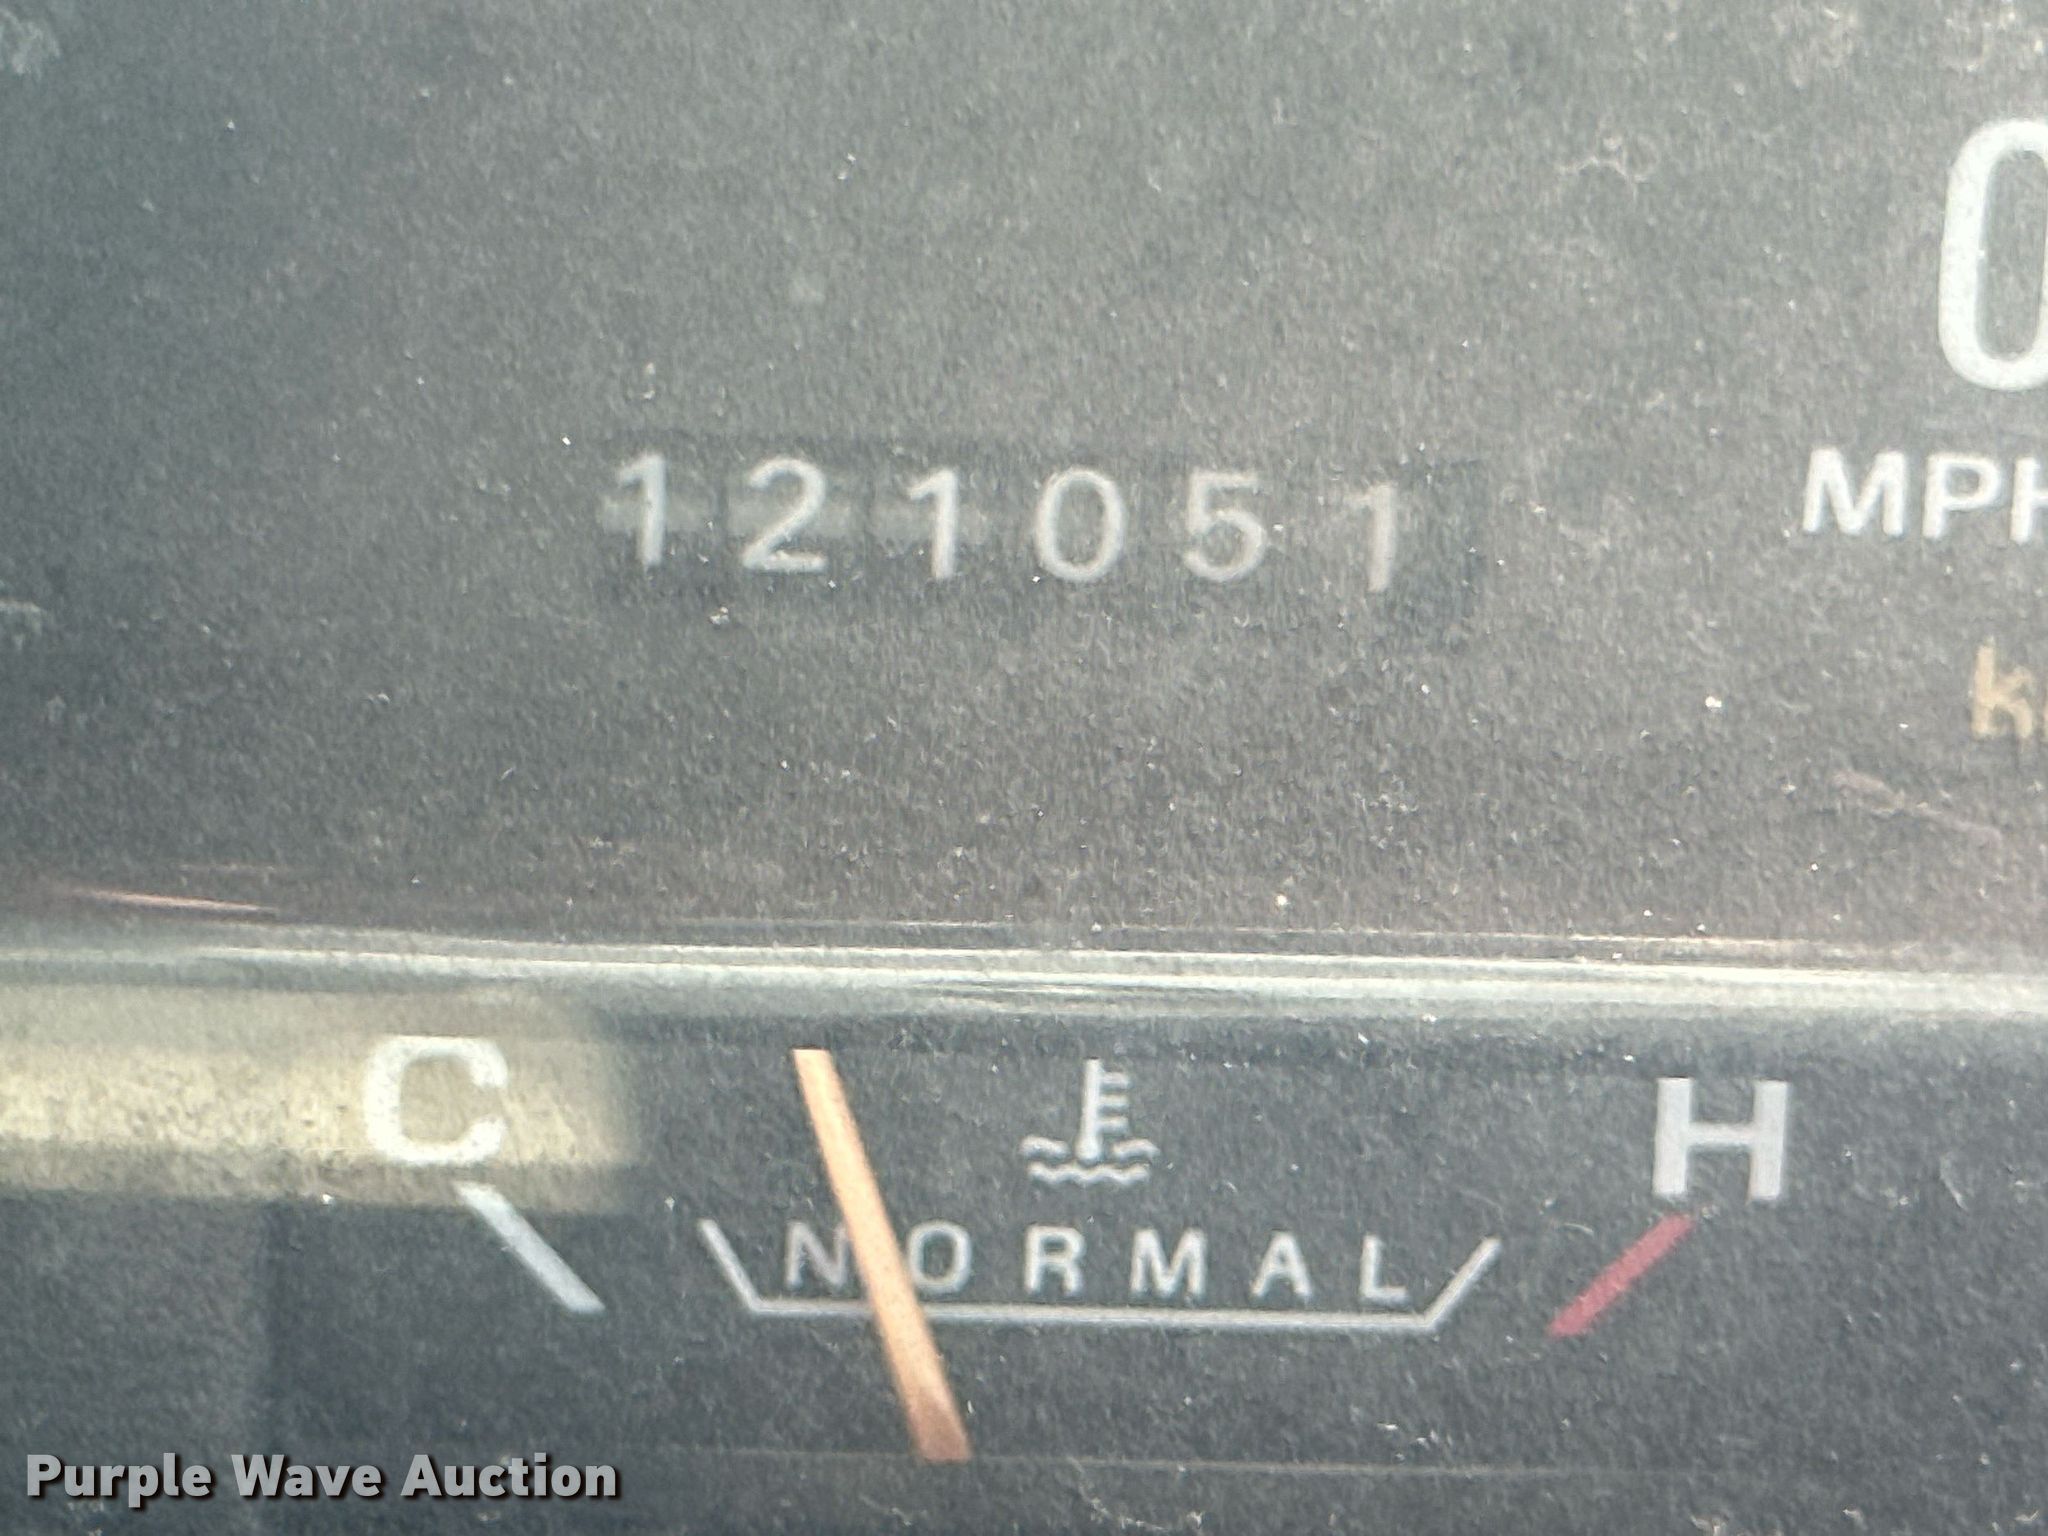 0
121051
MPH
k
C H
NORMAL
Purple Wave Auction